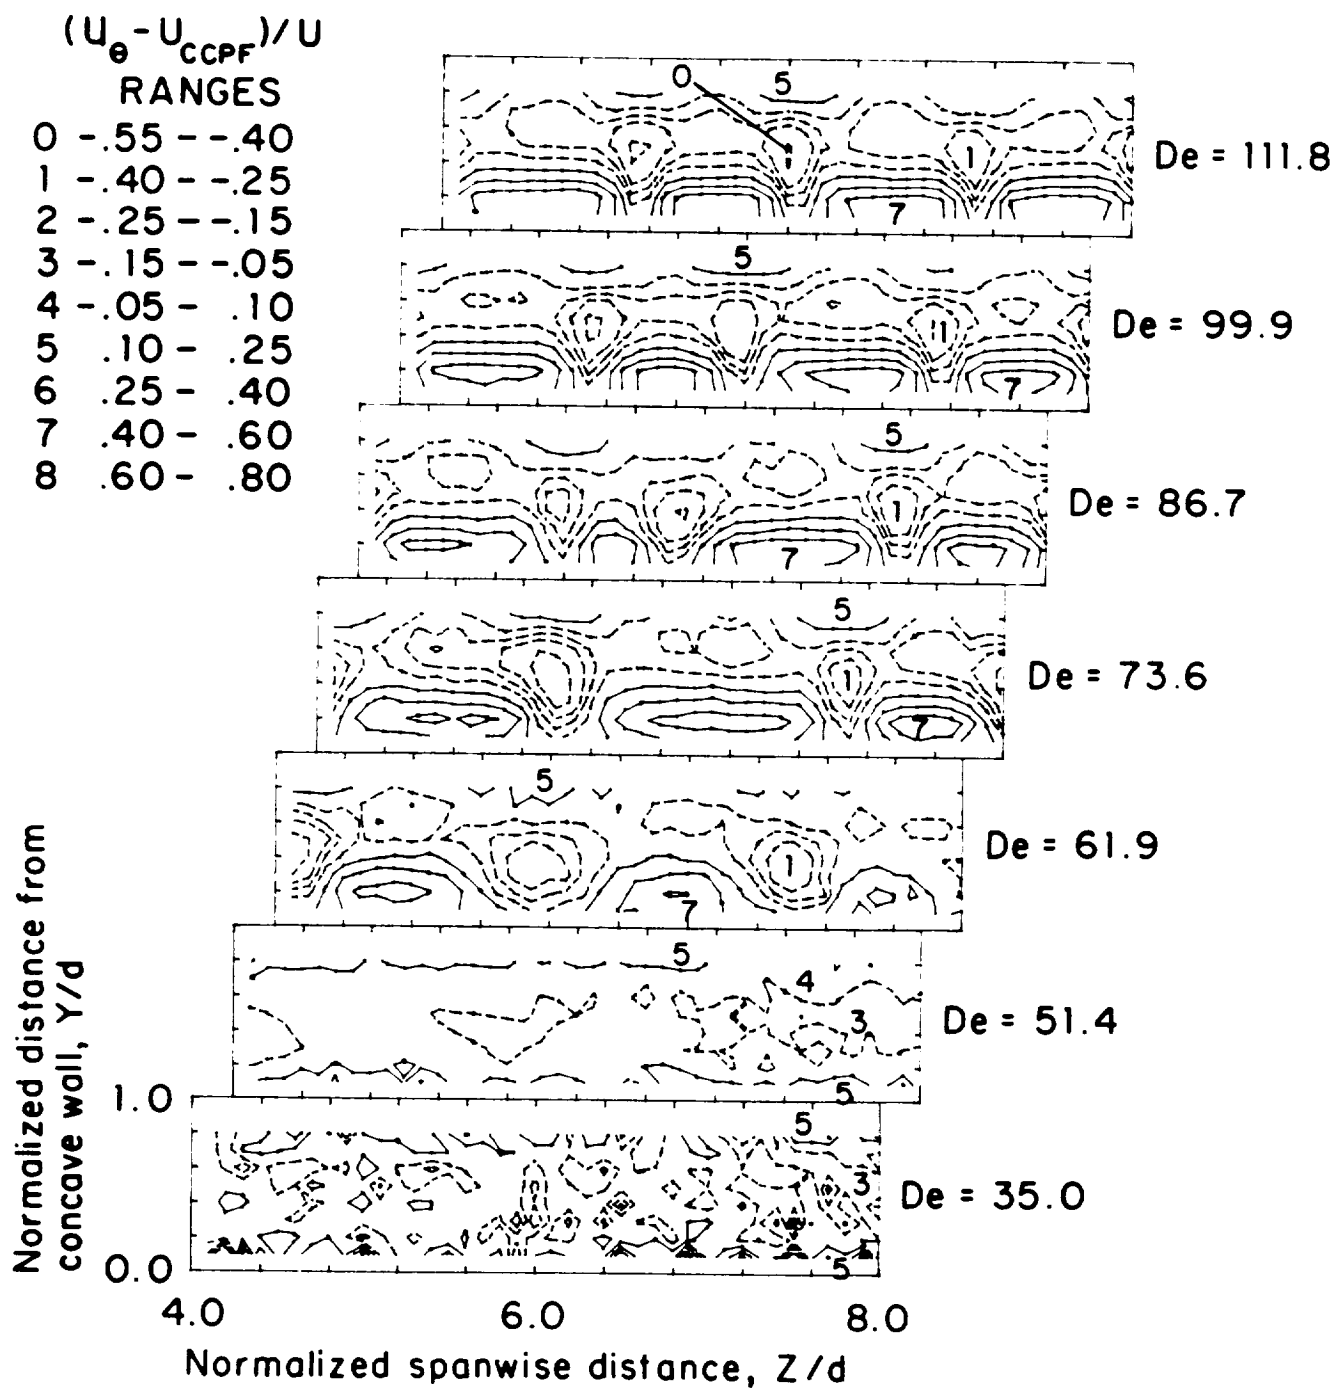 (Uθ-UCCPF)/U
RANGES
0 -.55 - -.40
1 -.40 - -.25
2 -.25 - -.15
3 -.15 - -.05
4 -.05 - .10
5 .10 - .25
6 .25 - .40
7 .40 - .60
8 .60 - .80
0 5
1
7
De = 111.8
5
1
7
De = 99.9
5
1
7
De = 86.7
5
1
7
De = 73.6
5
1
7
De = 61.9
5
4
3
5
De = 51.4
5
3
5
De = 35.0
Normalized distance from
concave wall, Y/d
1.0
0.0
4.0 6.0 8.0
Normalized spanwise distance, Z/d